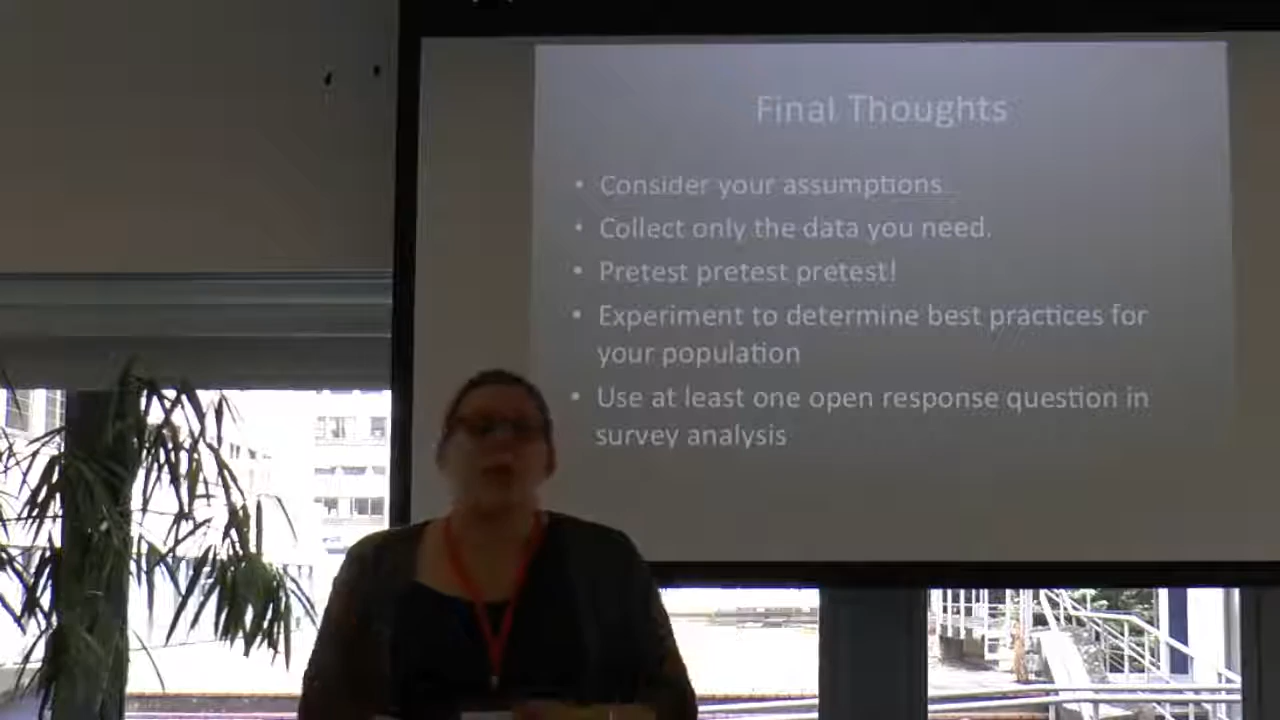 Final Thoughts
• Consider your assumptions
• Collect only the data you need.
• Pretest pretest pretest!
• Experiment to determine best practices for
your population
• Use at least one open response question in
survey analysis